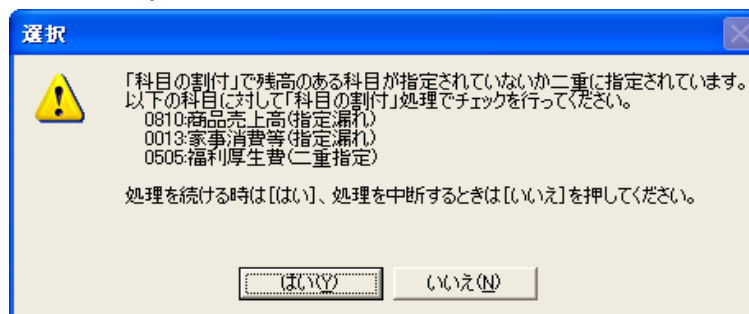 選択
「科目の割付」で残高のある科目が指定されていないか二重に指定されています。
以下の科目に対して「科目の割付」処理でチェックを行ってください。
0810:商品売上高(指定漏れ)
0013:家事消費等(指定漏れ)
0505:福利厚生費(二重指定)
処理を続ける時は[はい]、処理を中断するときは[いいえ]を押してください。
はい(Y)
いいえ(N)